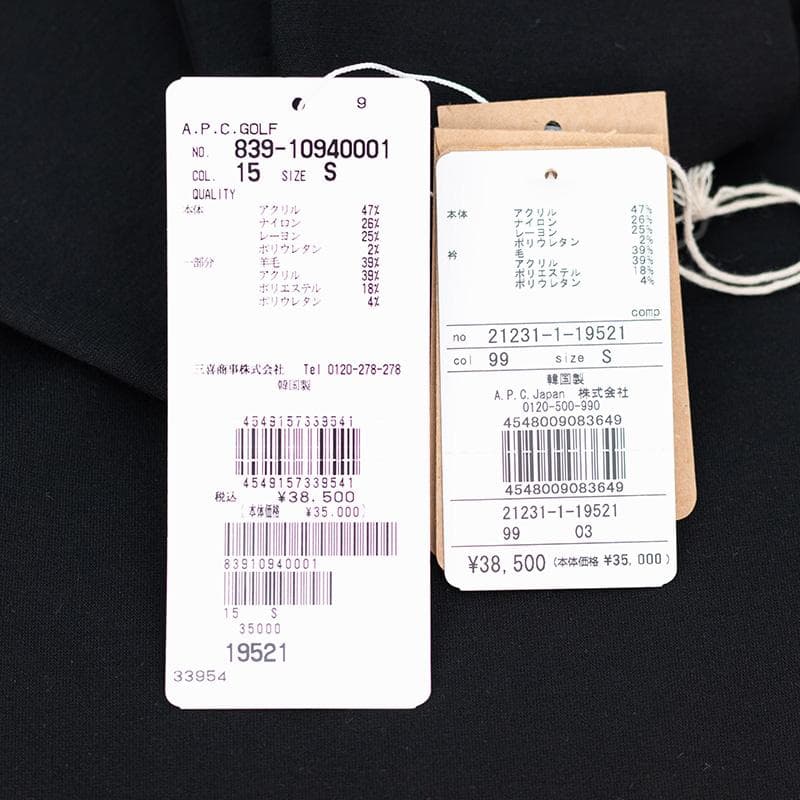 9
A.P.C.GOLF
NO. 839-10940001
COL. 15 SIZE S
QUALITY
本体 アクリル 47%
ナイロン 26%
レーヨン 25%
ポリウレタン 2%
一部分 羊毛 39%
アクリル 39%
ポリエステル 18%
ポリウレタン 4%
三喜商事株式会社 Tel 0120-278-278
韓国製
4549157339541
4549157339541
税込 ¥38.500
(本体価格 ¥35.000)
83910940001
15 S
35000
19521
33954
本体 アクリル 47%
ナイロン 26%
レーヨン 25%
ポリウレタン 2%
衿 毛 39%
アクリル 39%
ポリエステル 18%
ポリウレタン 4%
comp
no 21231-1-19521
col 99 size S
韓国製
A.P.C.Japan 株式会社
0120-500-990
4548009083649
4548009083649
21231-1-19521
99 03
¥38,500 (本体価格 ¥35,000)